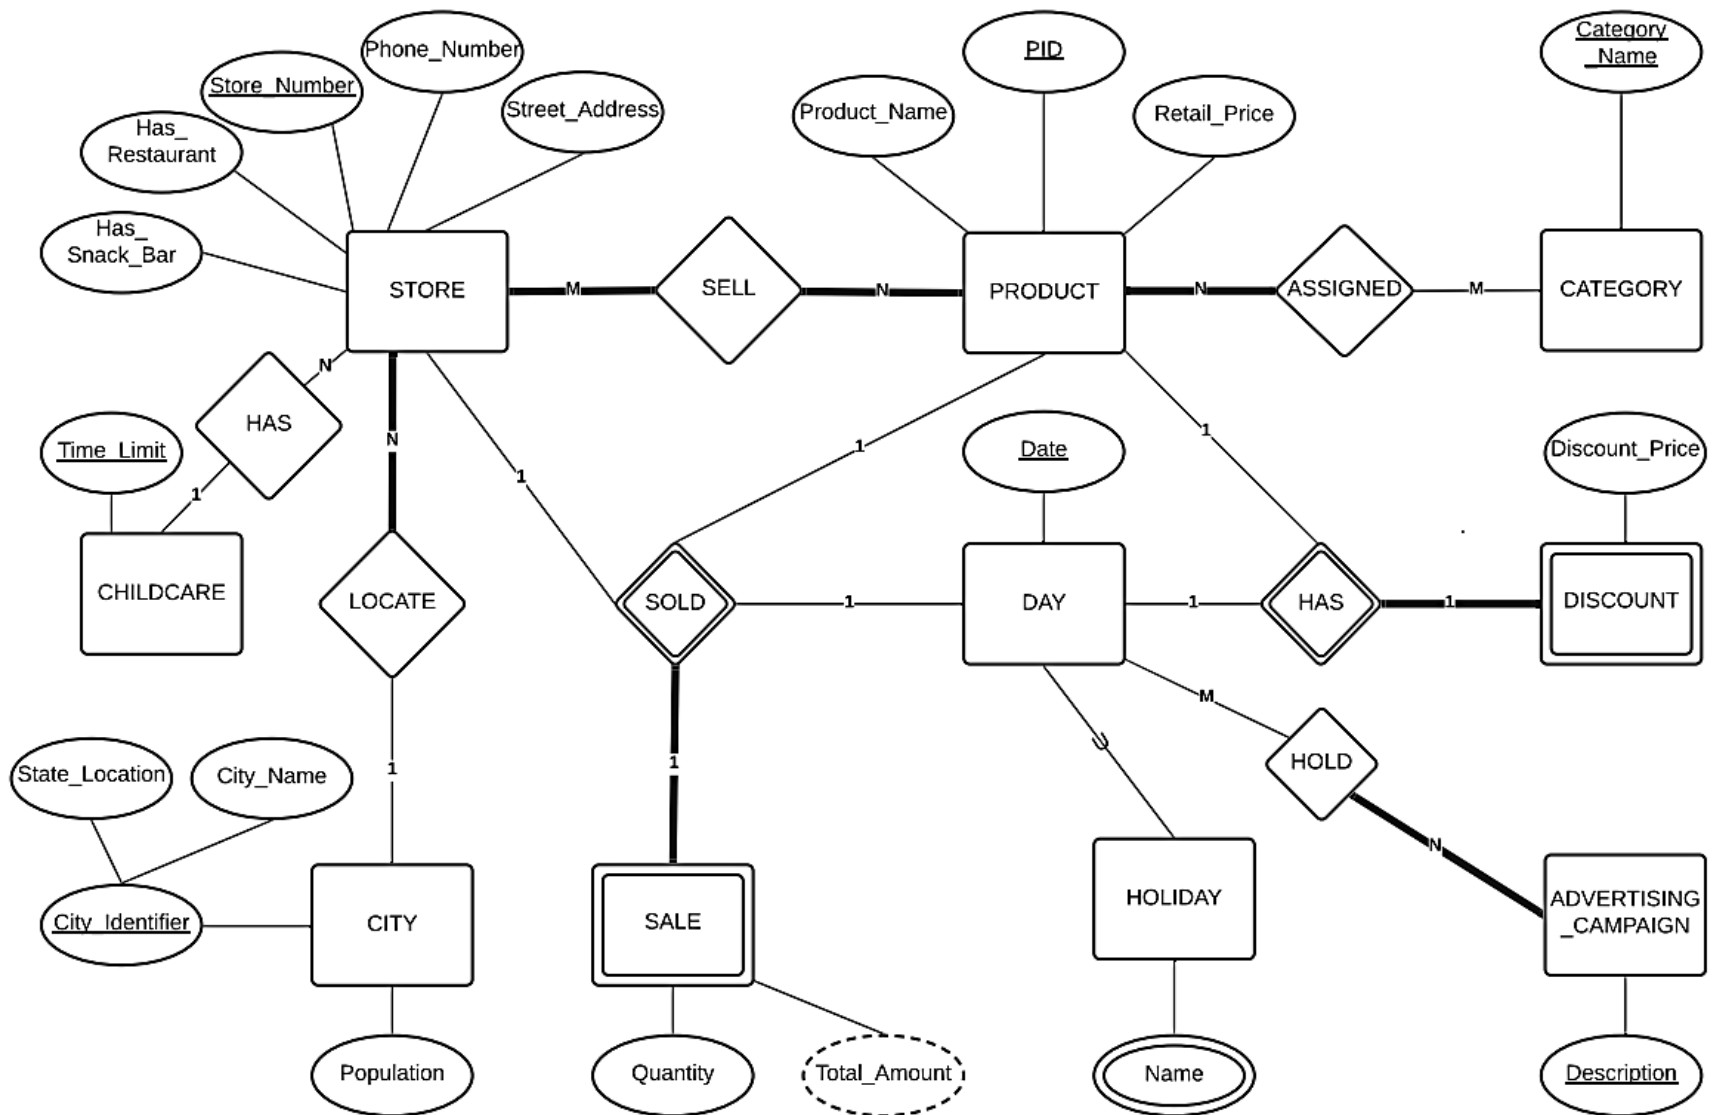 Phone_Number
PID
Category
_Name
Store_Number
Street_Address
Product_Name
Retail_Price
Has_
Restaurant
Has_
Snack_Bar
STORE
M
SELL
N
PRODUCT
N
ASSIGNED
M
CATEGORY
N
HAS
Time_Limit
N
1
1
1
Date
Discount_Price
1
1
CHILDCARE
LOCATE
SOLD
1
DAY
1
HAS
1
DISCOUNT
M
State_Location
City_Name
1
1
U
HOLD
N
City_Identifier
CITY
SALE
HOLIDAY
ADVERTISING
_CAMPAIGN
Population
Quantity
Total_Amount
Name
Description